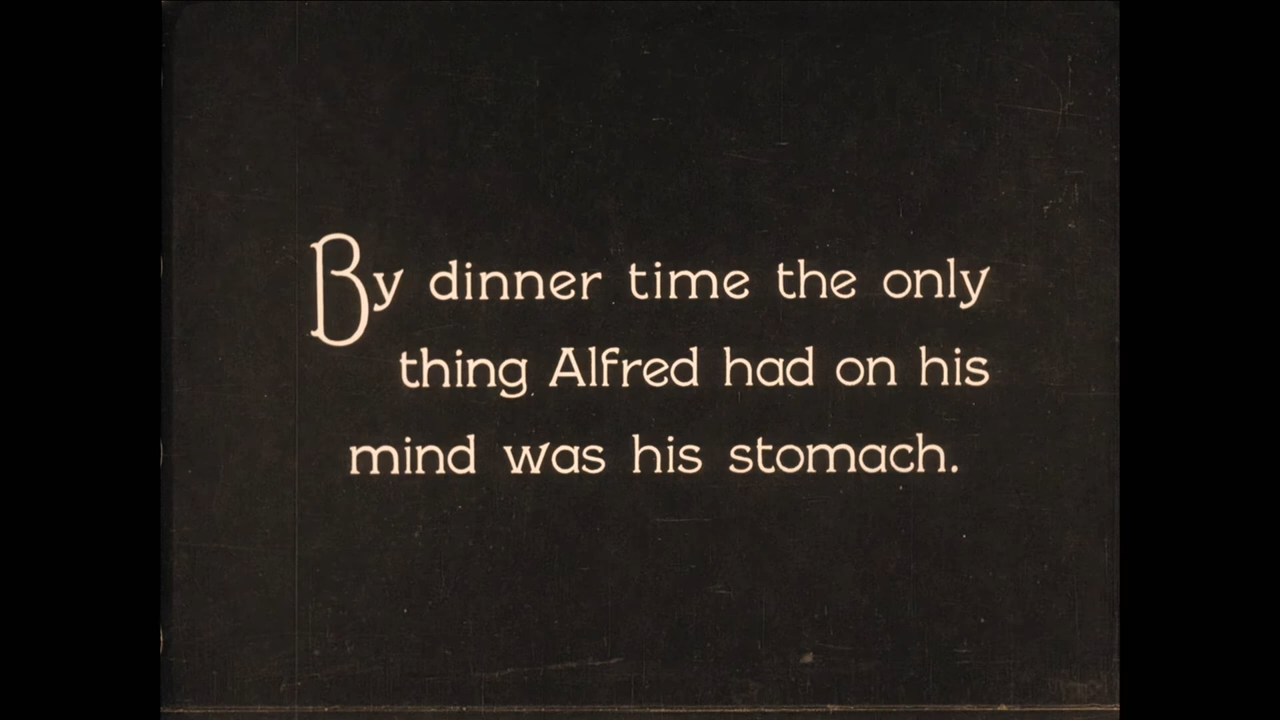 By dinner time the only
thing Alfred had on his
mind was his stomach.